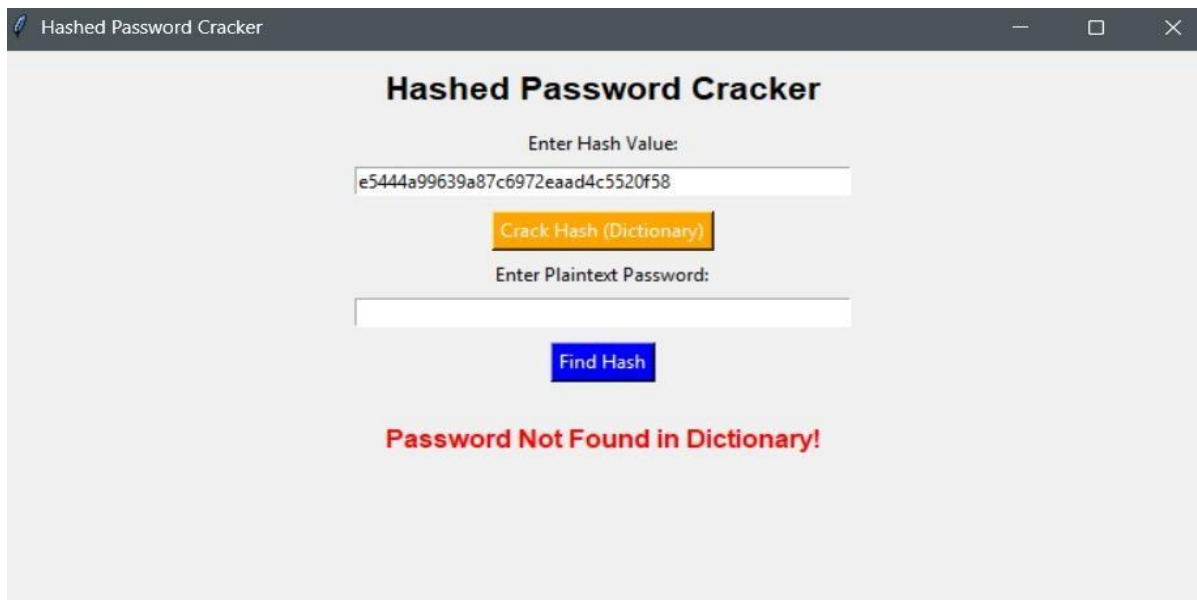 Hashed Password Cracker
Hashed Password Cracker
Enter Hash Value:
e5444a99639a87c6972eaad4c5520f58
Crack Hash (Dictionary)
Enter Plaintext Password:
Find Hash
Password Not Found in Dictionary!